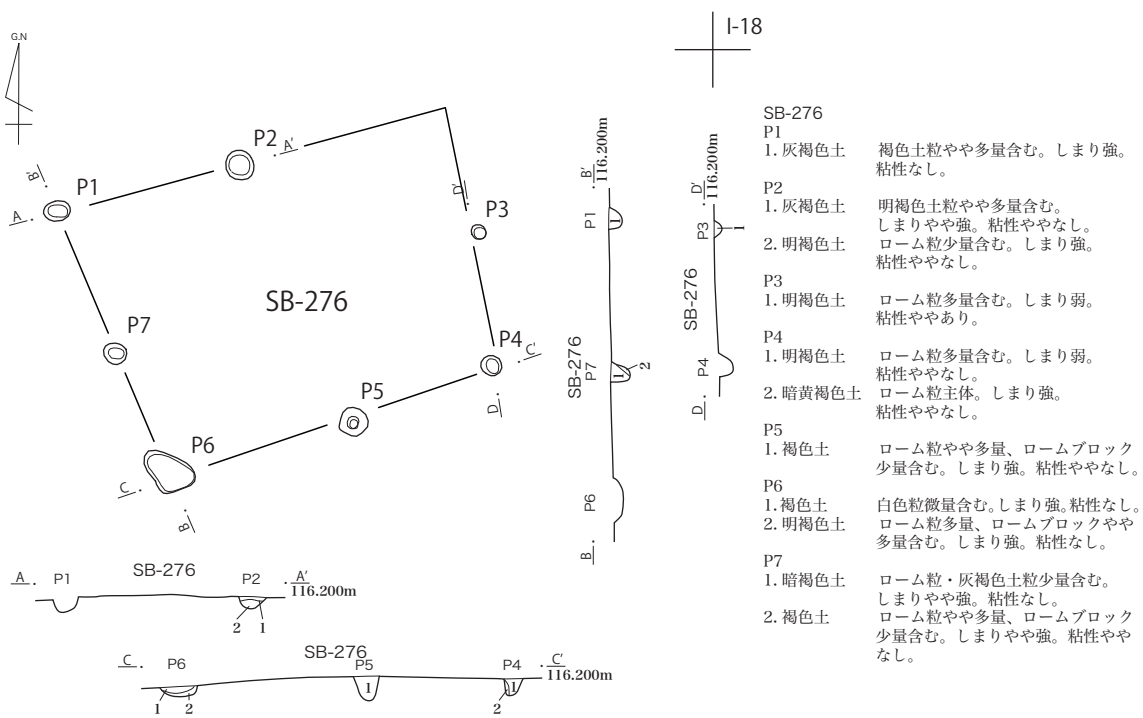 I-18
G.N
P2
A'
B'
P1
D'
A
P3
SB-276
P7
P4
C'
P5
D
P6
C
B
B'
116.200m
P1
SB-276
P7
1
1
2
P6
B
D'
116.200m
P3
1
SB-276
P4
D
A
P1
SB-276
P2
A'
116.200m
2 1
C
P6
SB-276
P5
P4
C'
116.200m
1
1
1 2
2
SB-276
P1
1. 灰褐色土 褐色土粒やや多量含む。しまり強。
粘性なし。
P2
1. 灰褐色土 明褐色土粒やや多量含む。
しまりやや強。粘性ややなし。
2. 明褐色土 ローム粒少量含む。しまり強。
粘性ややなし。
P3
1. 明褐色土 ローム粒多量含む。しまり弱。
粘性ややあり。
P4
1. 明褐色土 ローム粒多量含む。しまり弱。
粘性ややなし。
2. 暗黄褐色土 ローム粒主体。しまり強。
粘性ややなし。
P5
1. 褐色土 ローム粒やや多量、ロームブロック
少量含む。しまり強。粘性ややなし。
P6
1. 褐色土 白色粒微量含む。しまり強。粘性なし。
2. 明褐色土 ローム粒多量、ロームブロックやや
多量含む。しまり強。粘性なし。
P7
1. 暗褐色土 ローム粒・灰褐色土粒少量含む。
しまりやや強。粘性なし。
2. 褐色土 ローム粒やや多量、ロームブロック
少量含む。しまりやや強。粘性やや
なし。